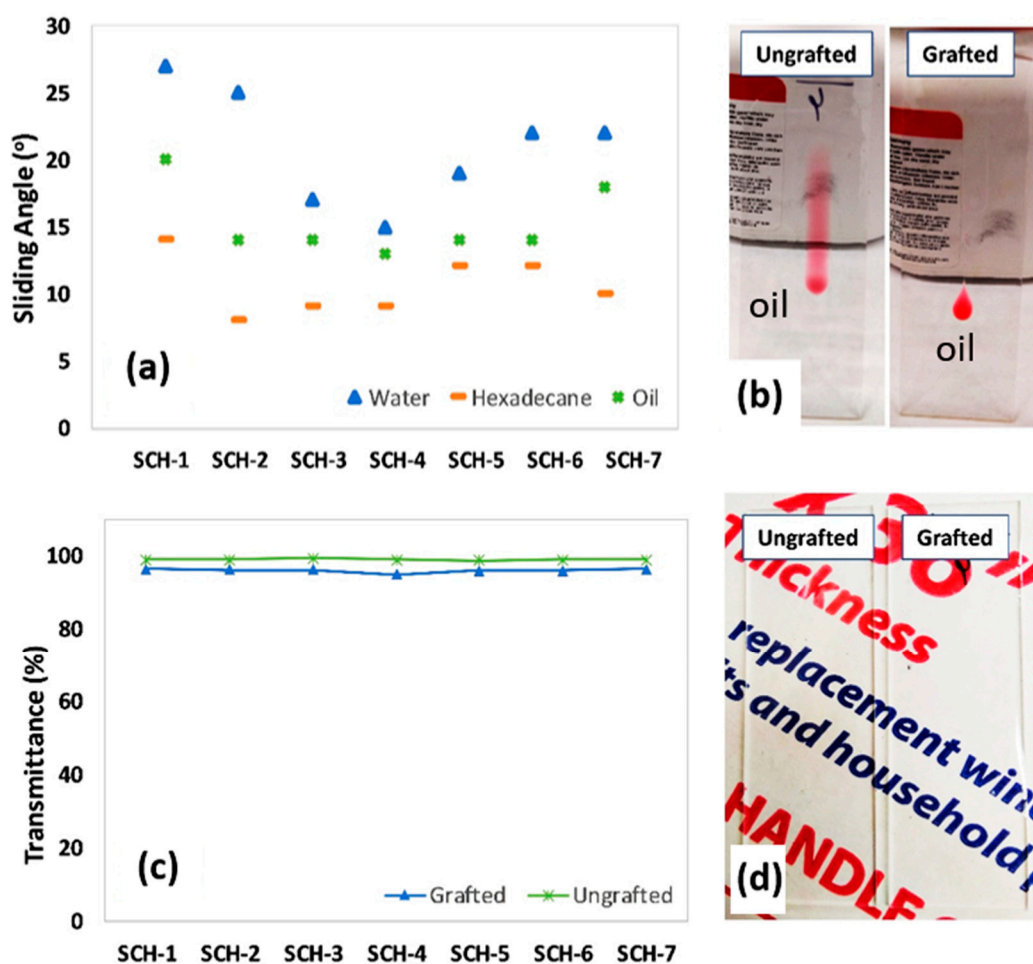 30
25
20
15
10
5
0
Sliding Angle (º)
(a)
Water Hexadecane Oil
SCH-1 SCH-2 SCH-3 SCH-4 SCH-5 SCH-6 SCH-7
Ungrafted Grafted
oil
oil
(b)
100
80
60
40
20
0
Transmittance (%)
(c)
Grafted Ungrafted
SCH-1 SCH-2 SCH-3 SCH-4 SCH-5 SCH-6 SCH-7
Ungrafted Grafted
Thickness
replacement
and household
HANDLE
(d)